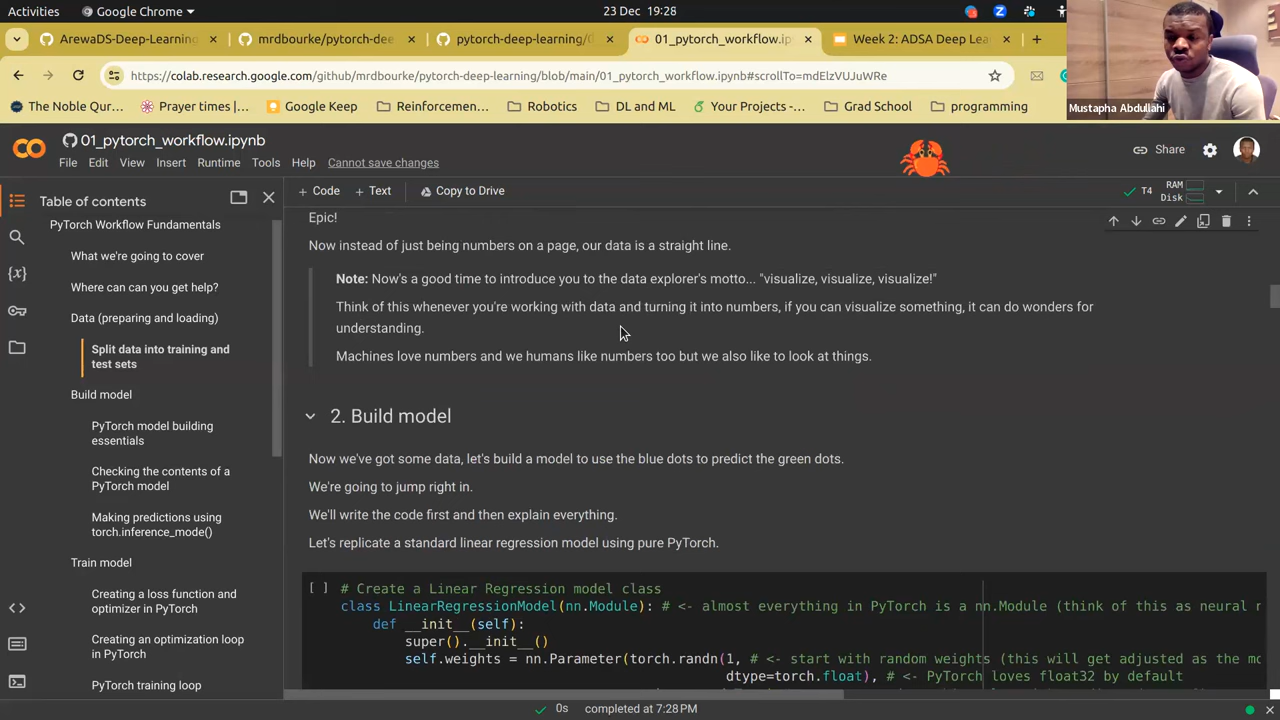 Activities
Google Chrome
23 Dec 19:28
ArewaDS-Deep-Learning
mrdbourke/pytorch-dee
pytorch-deep-learning/
01_pytorch_workflow.ip
Week 2: ADSA Deep Lea
https://colab.research.google.com/github/mrdbourke/pytorch-deep-learning/blob/main/01_pytorch_workflow.ipynb#scrollTo=mdElzVUJuWRe
The Noble Qur...
Prayer times |...
Google Keep
Reinforcemen...
Robotics
DL and ML
Your Projects -...
Grad School
programming
Mustapha Abdullahi
01_pytorch_workflow.ipynb
File Edit View Insert Runtime Tools Help Cannot save changes
Share
+ Code + Text Copy to Drive
T4
RAM
Disk
Table of contents
PyTorch Workflow Fundamentals
What we're going to cover
Where can can you get help?
Data (preparing and loading)
Split data into training and
test sets
Build model
PyTorch model building
essentials
Checking the contents of a
PyTorch model
Making predictions using
torch.inference_mode()
Train model
Creating a loss function and
optimizer in PyTorch
Creating an optimization loop
in PyTorch
PyTorch training loop
Epic!
Now instead of just being numbers on a page, our data is a straight line.
Note: Now's a good time to introduce you to the data explorer's motto... "visualize, visualize, visualize!"
Think of this whenever you're working with data and turning it into numbers, if you can visualize something, it can do wonders for
understanding.
Machines love numbers and we humans like numbers too but we also like to look at things.
2. Build model
Now we've got some data, let's build a model to use the blue dots to predict the green dots.
We're going to jump right in.
We'll write the code first and then explain everything.
Let's replicate a standard linear regression model using pure PyTorch.
[ ] # Create a Linear Regression model class
class LinearRegressionModel(nn.Module): # <- almost everything in PyTorch is a nn.Module (think of this as neural n
def __init__(self):
super().__init__()
self.weights = nn.Parameter(torch.randn(1, # <- start with random weights (this will get adjusted as the mo
dtype=torch.float), # <- PyTorch loves float32 by default
0s completed at 7:28 PM